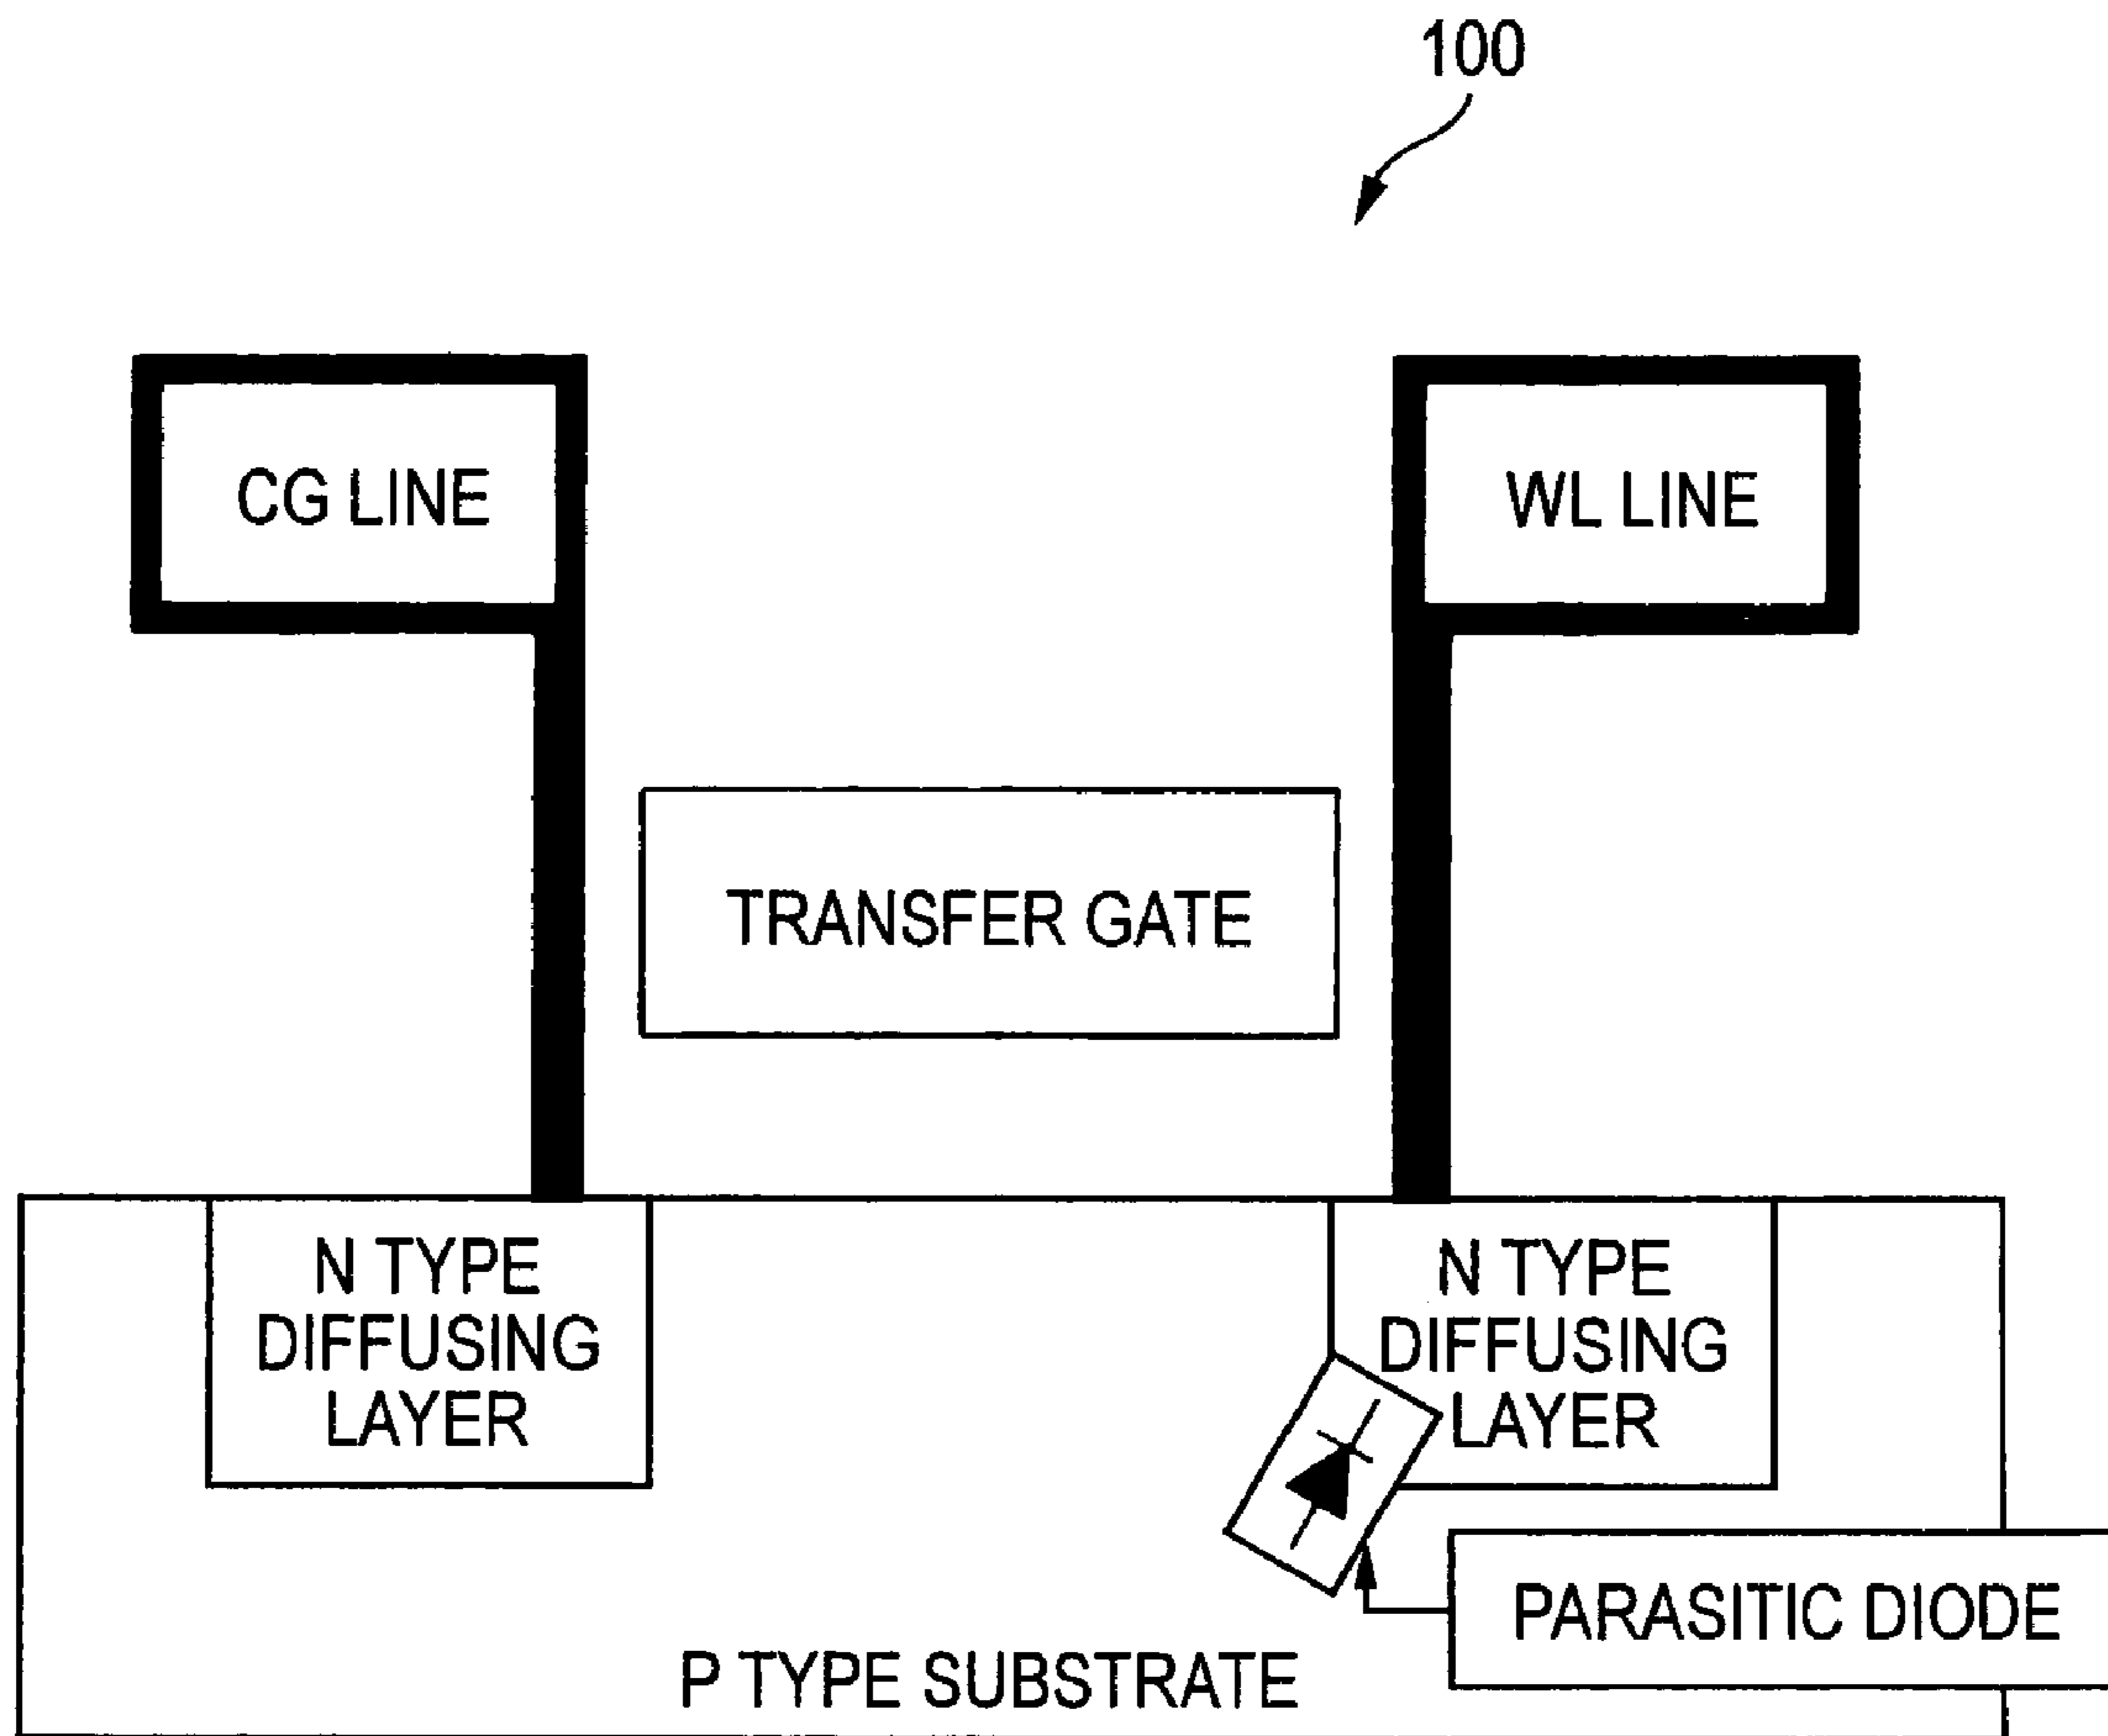 100
CG LINE
WL LINE
TRANSFER GATE
N TYPE
DIFFUSING
LAYER
N TYPE
DIFFUSING
LAYER
PARASITIC DIODE
P TYPE SUBSTRATE